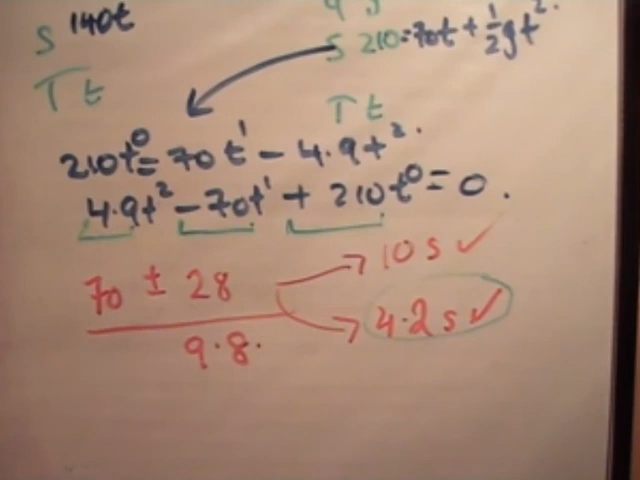 s 140t
s 210=70t + ½gt².
T t
T t
210t⁰= 70t¹ - 4.9t².
4.9t² - 70t¹ + 210t⁰ = 0.
70 ± 28
9.8.
10 s ✓
4.2 s ✓